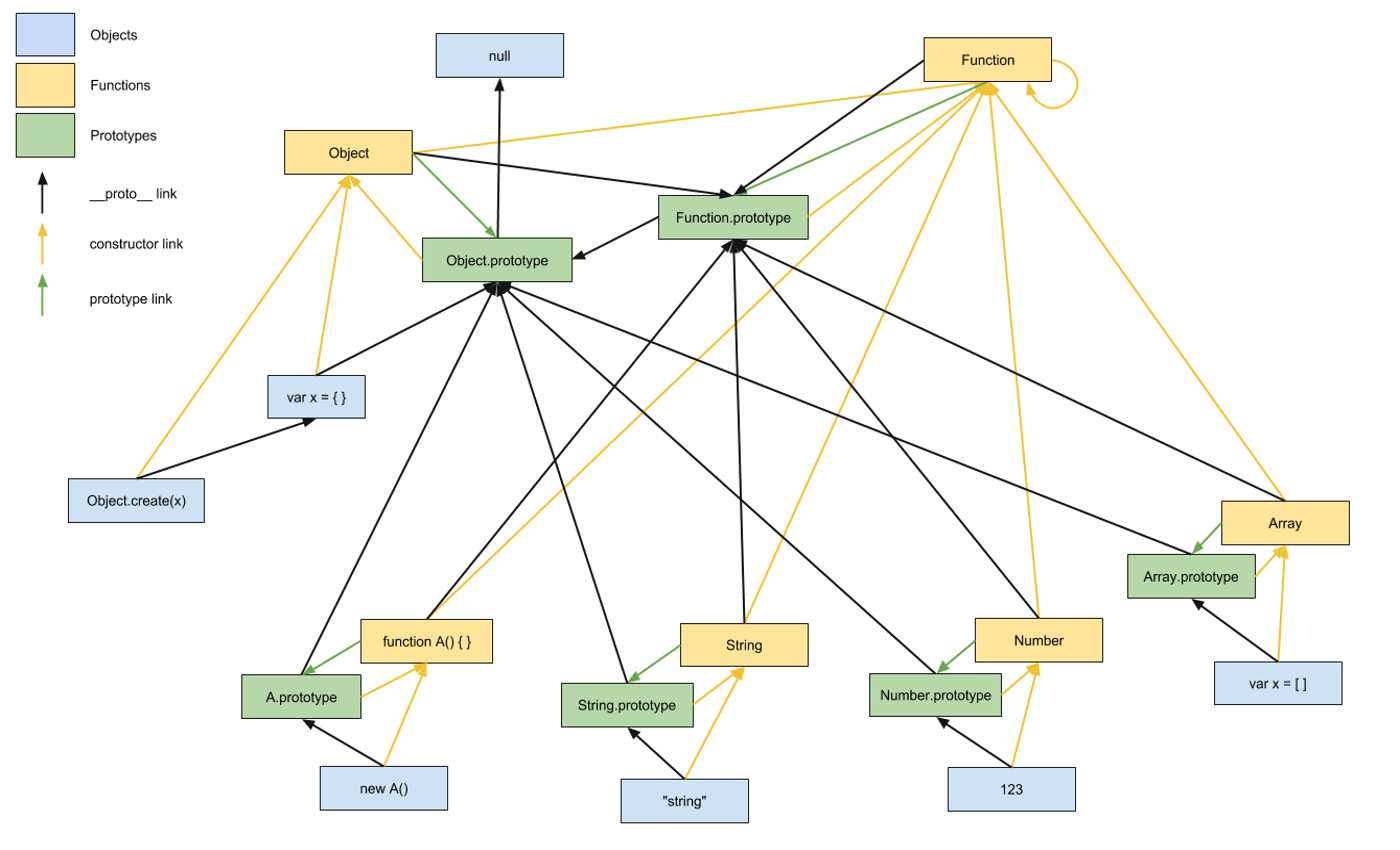 Objects
null
Function
Functions
Prototypes
Object
__proto__ link
Function.prototype
constructor link
Object.prototype
prototype link
var x = { }
Object.create(x)
Array
Array.prototype
function A() { }
String
Number
var x = [ ]
A.prototype
String.prototype
Number.prototype
new A()
"string"
123